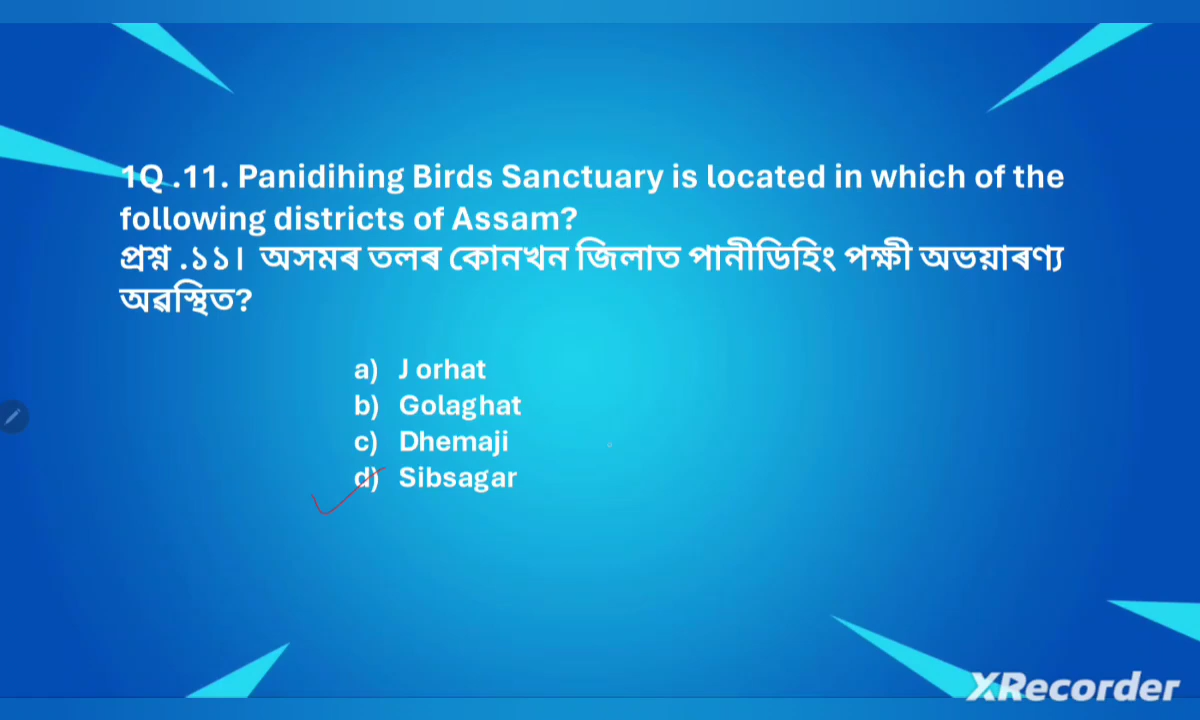 1Q .11. Panidihing Birds Sanctuary is located in which of the
following districts of Assam?
প্ৰশ্ন .১১। অসমৰ তলৰ কোনখন জিলাত পানীডিহিং পক্ষী অভয়াৰণ্য
অৱস্থিত?
a) J orhat
b) Golaghat
c) Dhemaji
d) Sibsagar
XRecorder